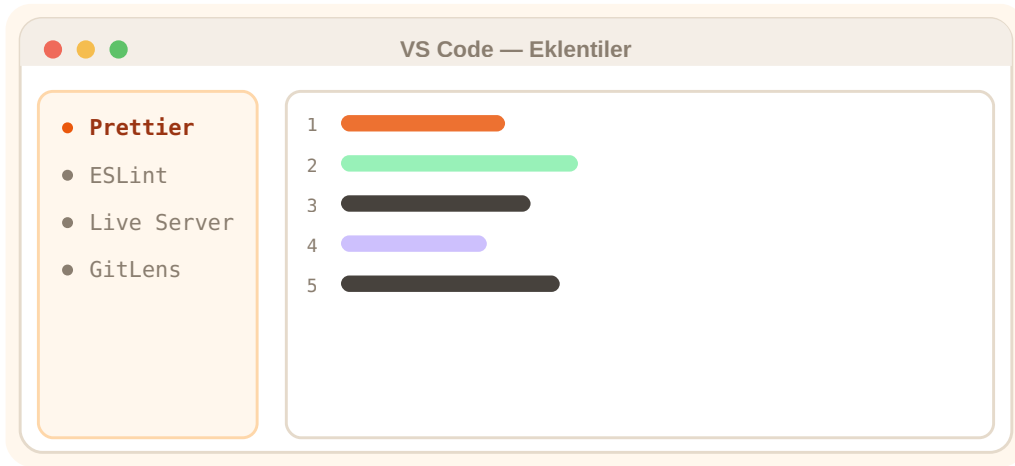 VS Code — Eklentiler
Prettier
ESLint
Live Server
GitLens
1
2
3
4
5